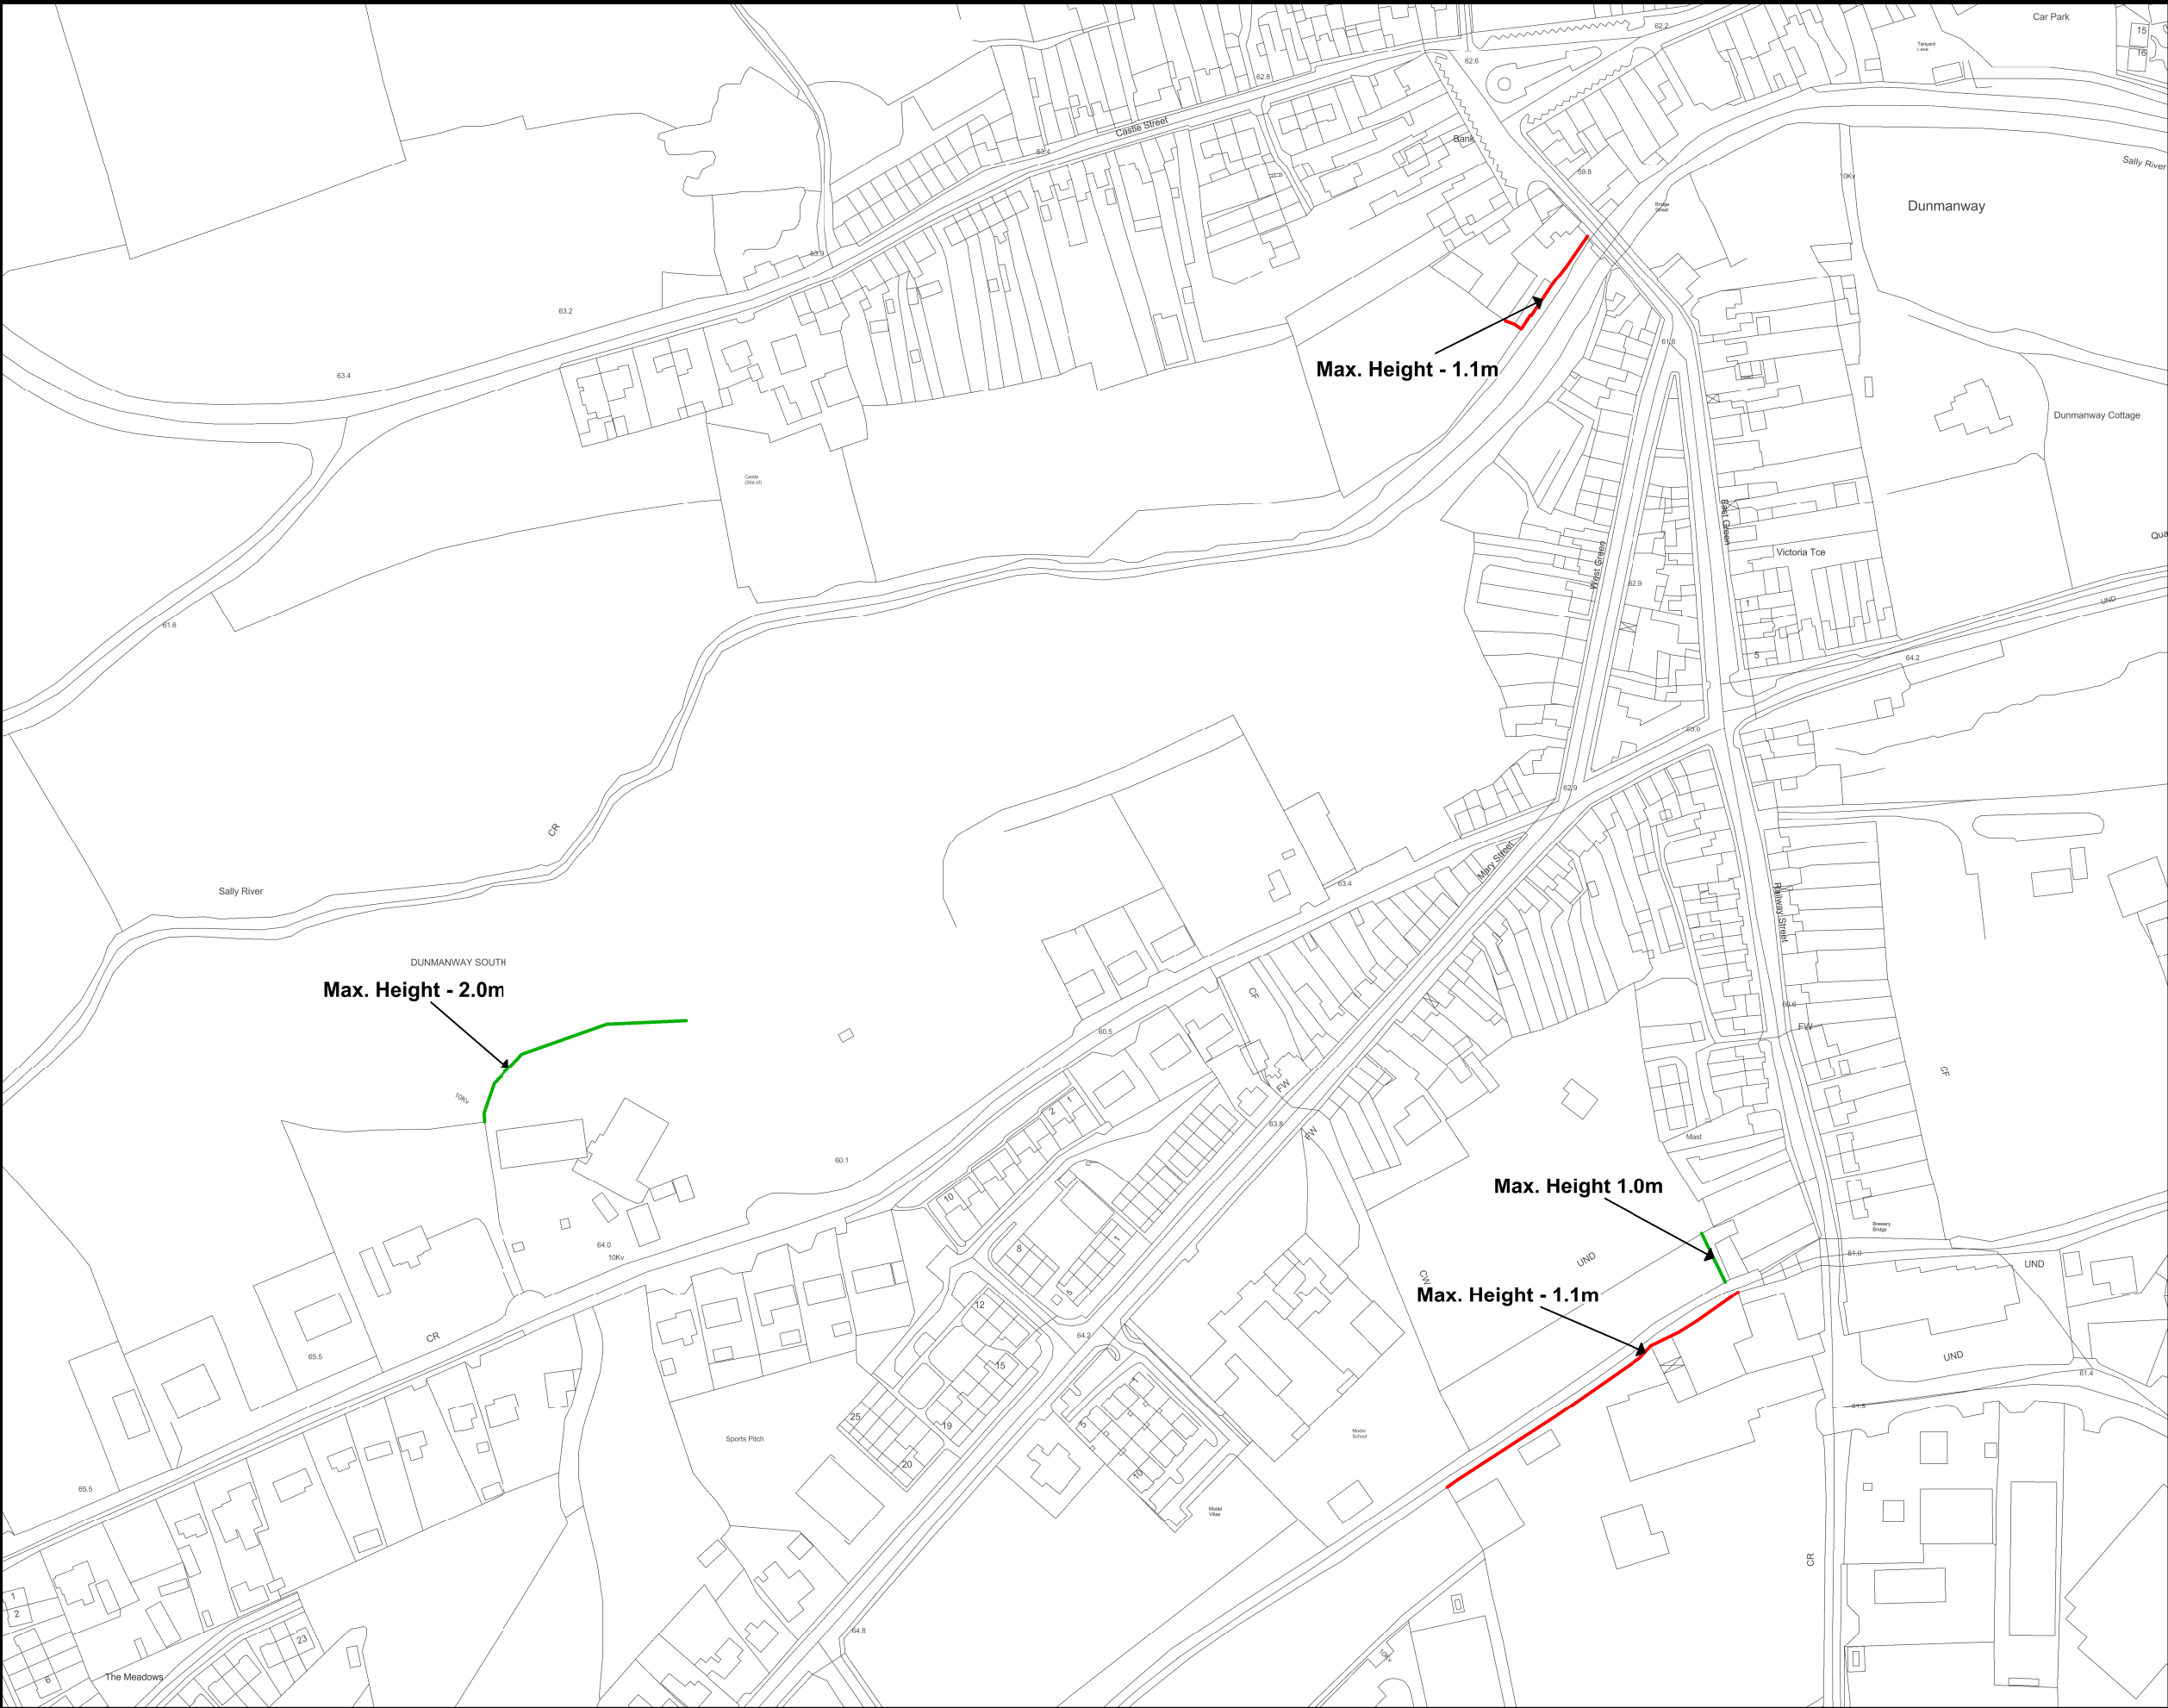 Car Park
15
16
62.2
Tanyard
Lane
62.6
62.8
Castle Street
63.4
Bank
Sally River
59.8
10Kv
Bridge
Street
Dunmanway
63.9
63.2
61.6
Max. Height - 1.1m
63.4
Dunmanway Cottage
Castle
(Site of)
East Green
Victoria Tce
West Green
62.9
1
UND
61.6
5
64.2
63.0
62.9
CR
Mary Street
63.4
Sally River
Railway Street
DUNMANWAY SOUTH
Max. Height - 2.0m
CF
60.5
60.6
FW
CF
10Kv
FW
2
1
63.8
FW
Mast
60.1
10
Max. Height 1.0m
Brewery
Bridge
64.0
10Kv
8
1
UND
61.0
UND
CW
5
Max. Height - 1.1m
12
CR
64.2
65.5
15
UND
61.4
1
25
19
5
61.5
Sports Pitch
Model
School
20
10
65.5
Model
Villas
CR
1
2
64.8
23
10Kv
The Meadows
6